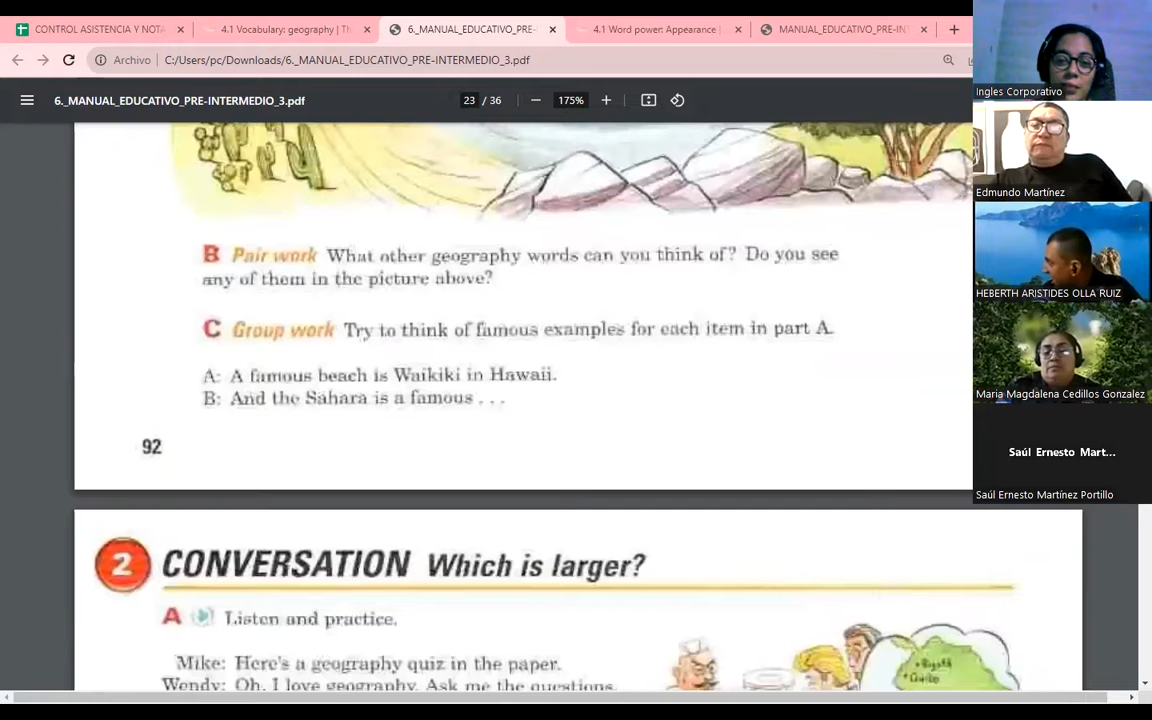 CONTROL ASISTENCIA Y NOTA
4.1 Vocabulary: geography | Th
6._MANUAL_EDUCATIVO_PRE-
4.1 Word power: Appearance |
MANUAL_EDUCATIVO_PRE-INT
Archivo
C:/Users/pc/Downloads/6._MANUAL_EDUCATIVO_PRE-INTERMEDIO_3.pdf
6._MANUAL_EDUCATIVO_PRE-INTERMEDIO_3.pdf
23 / 36
175%
B Pair work What other geography words can you think of? Do you see
any of them in the picture above?
C Group work Try to think of famous examples for each item in part A.
A: A famous beach is Waikiki in Hawaii.
B: And the Sahara is a famous . . .
92
2 CONVERSATION Which is larger?
A Listen and practice.
Mike: Here's a geography quiz in the paper.
Wendy: Oh, I love geography. Ask me the questions.
Bogotá
Quito
Ingles Corporativo
Edmundo Martínez
HEBERTH ARISTIDES OLLA RUIZ
Maria Magdalena Cedillos Gonzalez
Saúl Ernesto Mart...
Saúl Ernesto Martínez Portillo